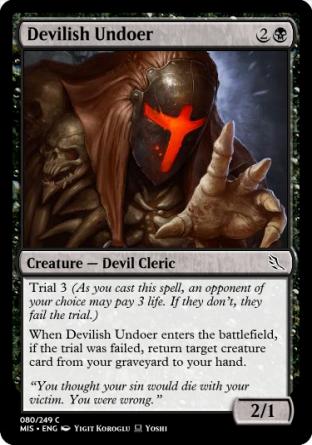 Devilish Undoer 2
Creature — Devil Cleric
Trial 3 (As you cast this spell, an opponent of
your choice may pay 3 life. If they don't, they
fail the trial.)
When Devilish Undoer enters the battlefield,
if the trial was failed, return target creature
card from your graveyard to your hand.
"You thought your sin would die with your
victim. You were wrong."
2/1
080/249 C
MIS • ENG YIGIT KOROGLU YOSHI